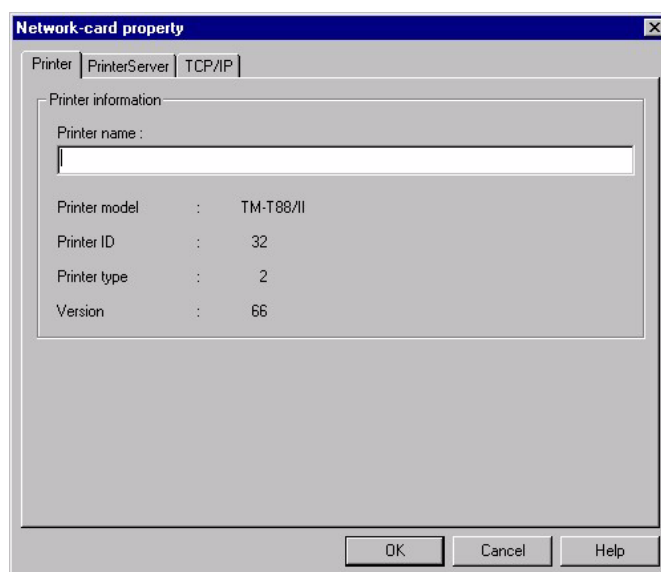 Network-card property
Printer PrinterServer TCP/IP
Printer information
Printer name :
Printer model : TM-T88/II
Printer ID : 32
Printer type : 2
Version : 66
OK Cancel Help